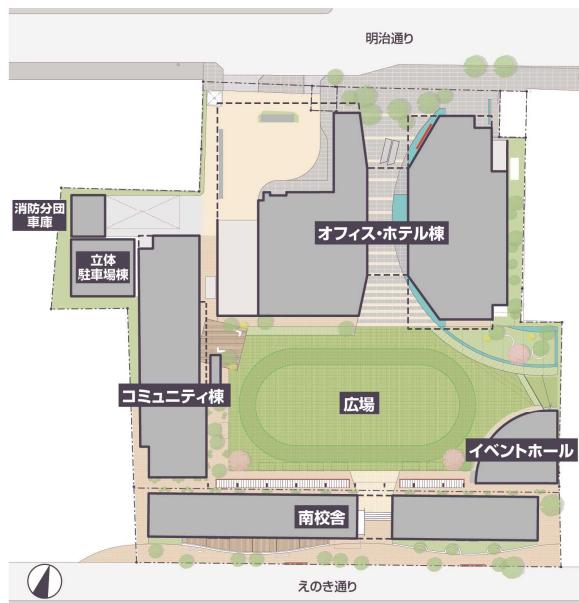 明治通り
消防分団
車庫
オフィス・ホテル棟
立体
駐車場棟
コミュニティ棟
広場
イベントホール
南校舎
えのき通り